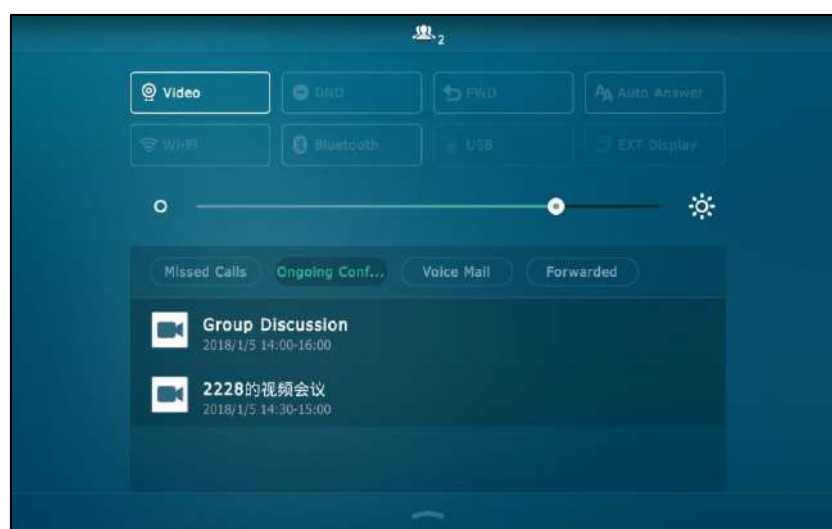 2
Video
DND
FWD
Auto Answer
Wi-Fi
Bluetooth
USB
EXT Display
Missed Calls
Ongoing Conf...
Voice Mail
Forwarded
Group Discussion
2018/1/5 14:00-16:00
2228的视频会议
2018/1/5 14:30-15:00